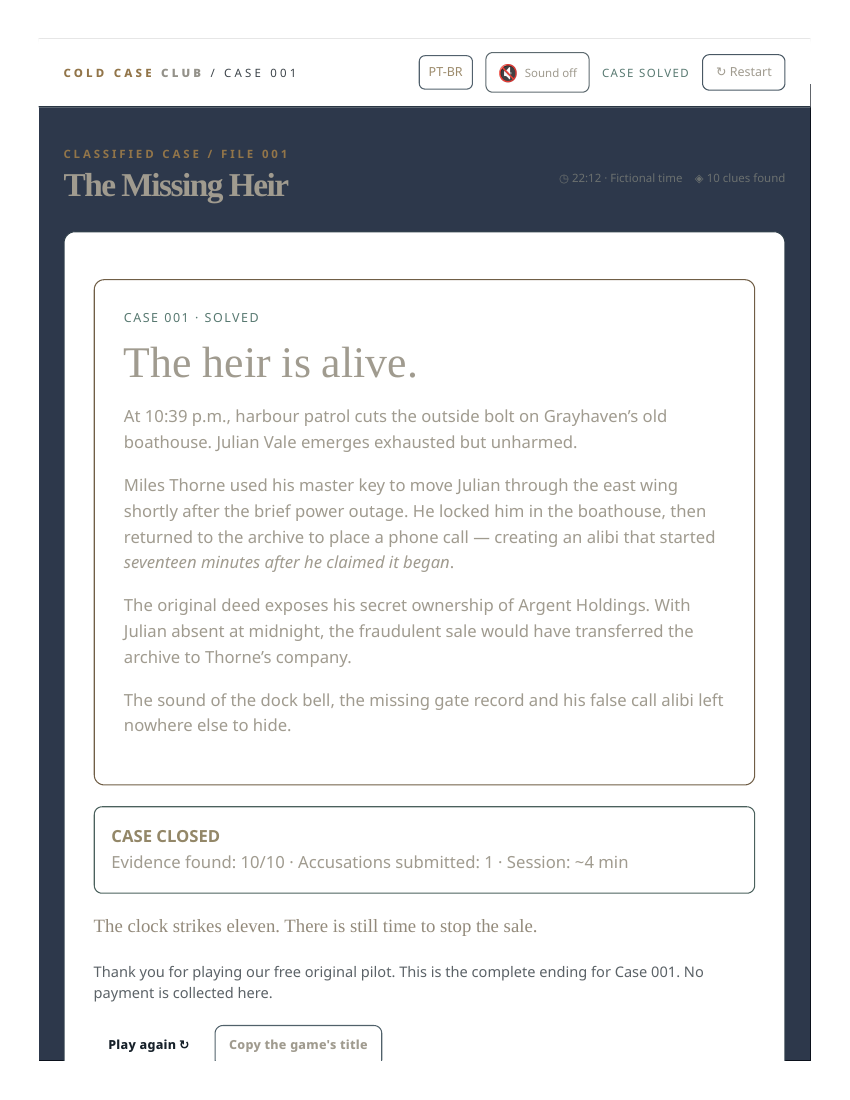 COLD CASE CLUB / CASE 001
PT-BR
🔇 Sound off
CASE SOLVED
↻ Restart
CLASSIFIED CASE / FILE 001
The Missing Heir
◷ 22:12 · Fictional time ◈ 10 clues found
CASE 001 · SOLVED
The heir is alive.
At 10:39 p.m., harbour patrol cuts the outside bolt on Grayhaven’s old
boathouse. Julian Vale emerges exhausted but unharmed.
Miles Thorne used his master key to move Julian through the east wing
shortly after the brief power outage. He locked him in the boathouse, then
returned to the archive to place a phone call — creating an alibi that started
seventeen minutes after he claimed it began.
The original deed exposes his secret ownership of Argent Holdings. With
Julian absent at midnight, the fraudulent sale would have transferred the
archive to Thorne’s company.
The sound of the dock bell, the missing gate record and his false call alibi left
nowhere else to hide.
CASE CLOSED
Evidence found: 10/10 · Accusations submitted: 1 · Session: ~4 min
The clock strikes eleven. There is still time to stop the sale.
Thank you for playing our free original pilot. This is the complete ending for Case 001. No
payment is collected here.
Play again ↻
Copy the game's title